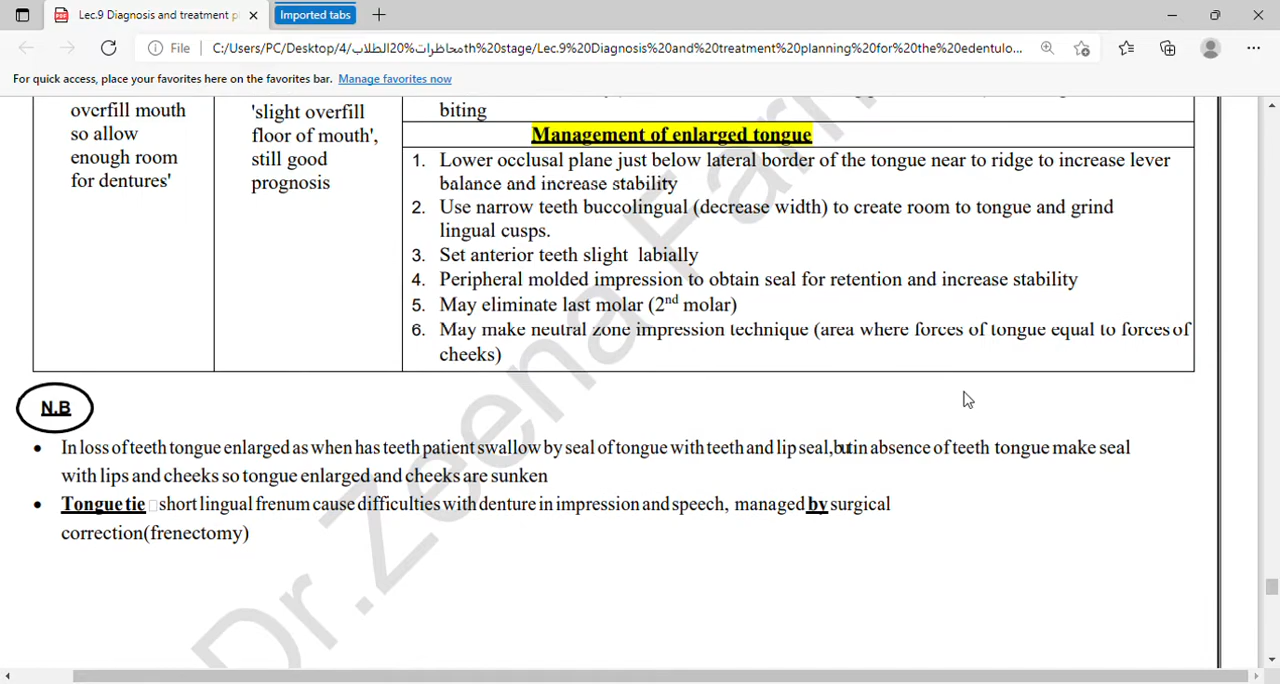 Lec.9 Diagnosis and treatment p
Imported tabs
File
C:/Users/PC/Desktop/4/محاظرات%20الطلابth%20stage/Lec.9%20Diagnosis%20and%20treatment%20planning%20for%20the%20edentulo...
For quick access, place your favorites here on the favorites bar. Manage favorites now
overfill mouth
so allow
enough room
for dentures'
'slight overfill
floor of mouth',
still good
prognosis
biting
Management of enlarged tongue
1. Lower occlusal plane just below lateral border of the tongue near to ridge to increase lever
balance and increase stability
2. Use narrow teeth buccolingual (decrease width) to create room to tongue and grind
lingual cusps.
3. Set anterior teeth slight labially
4. Peripheral molded impression to obtain seal for retention and increase stability
5. May eliminate last molar (2nd molar)
6. May make neutral zone impression technique (area where forces of tongue equal to forces of
cheeks)
N.B
• In loss of teeth tongue enlarged as when has teeth patient swallow by seal of tongue with teeth and lip seal,but in absence of teeth tongue make seal
with lips and cheeks so tongue enlarged and cheeks are sunken
• Tongue tie short lingual frenum cause difficulties with denture in impression and speech, managed by surgical
correction(frenectomy)
Dr.Zeena Fari